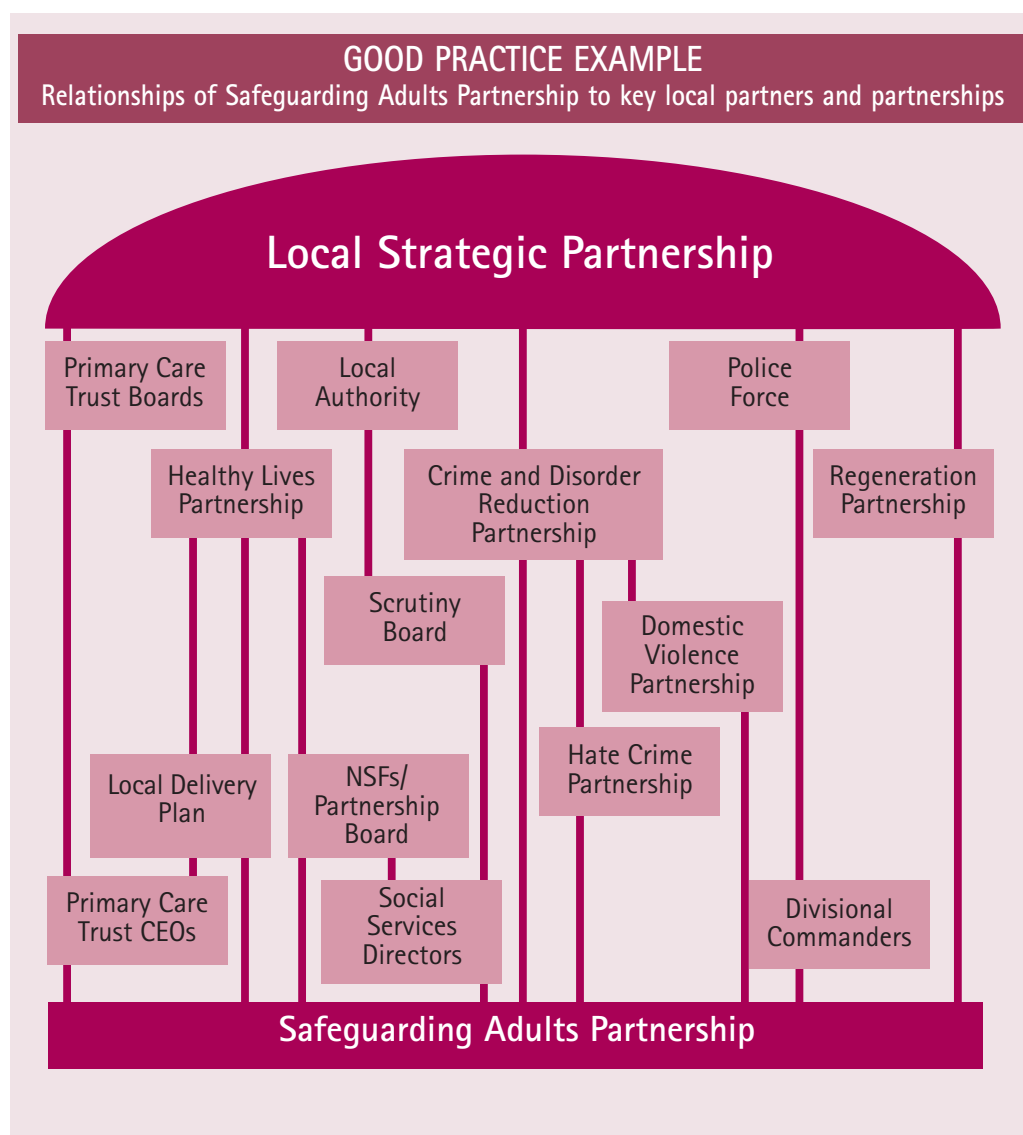 GOOD PRACTICE EXAMPLE
Relationships of Safeguarding Adults Partnership to key local partners and partnerships
Local Strategic Partnership
Primary Care
Trust Boards
Local
Authority
Police
Force
Healthy Lives
Partnership
Crime and Disorder
Reduction
Partnership
Regeneration
Partnership
Scrutiny
Board
Domestic
Violence
Partnership
Hate Crime
Partnership
Local Delivery
Plan
NSFs/
Partnership
Board
Primary Care
Trust CEOs
Social
Services
Directors
Divisional
Commanders
Safeguarding Adults Partnership